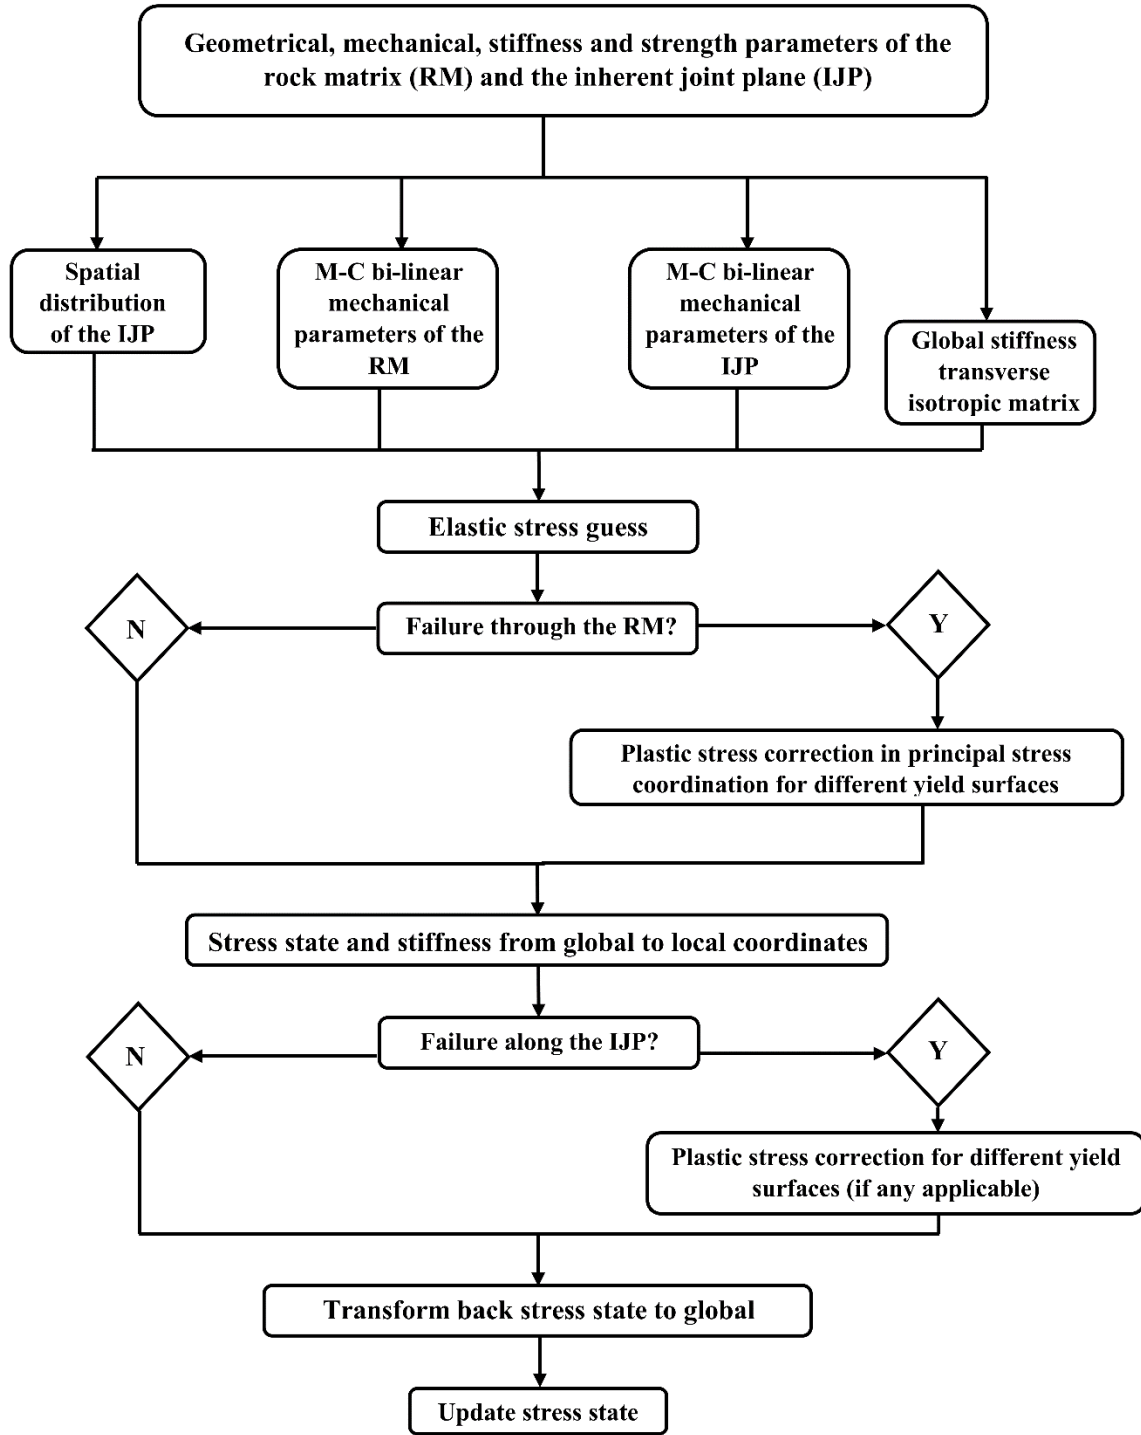 Geometrical, mechanical, stiffness and strength parameters of the
rock matrix (RM) and the inherent joint plane (IJP)
Spatial
distribution
of the IJP
M-C bi-linear
mechanical
parameters of the
RM
M-C bi-linear
mechanical
parameters of the
IJP
Global stiffness
transverse
isotropic matrix
Elastic stress guess
N
Failure through the RM?
Y
Plastic stress correction in principal stress
coordination for different yield surfaces
Stress state and stiffness from global to local coordinates
N
Failure along the IJP?
Y
Plastic stress correction for different yield
surfaces (if any applicable)
Transform back stress state to global
Update stress state